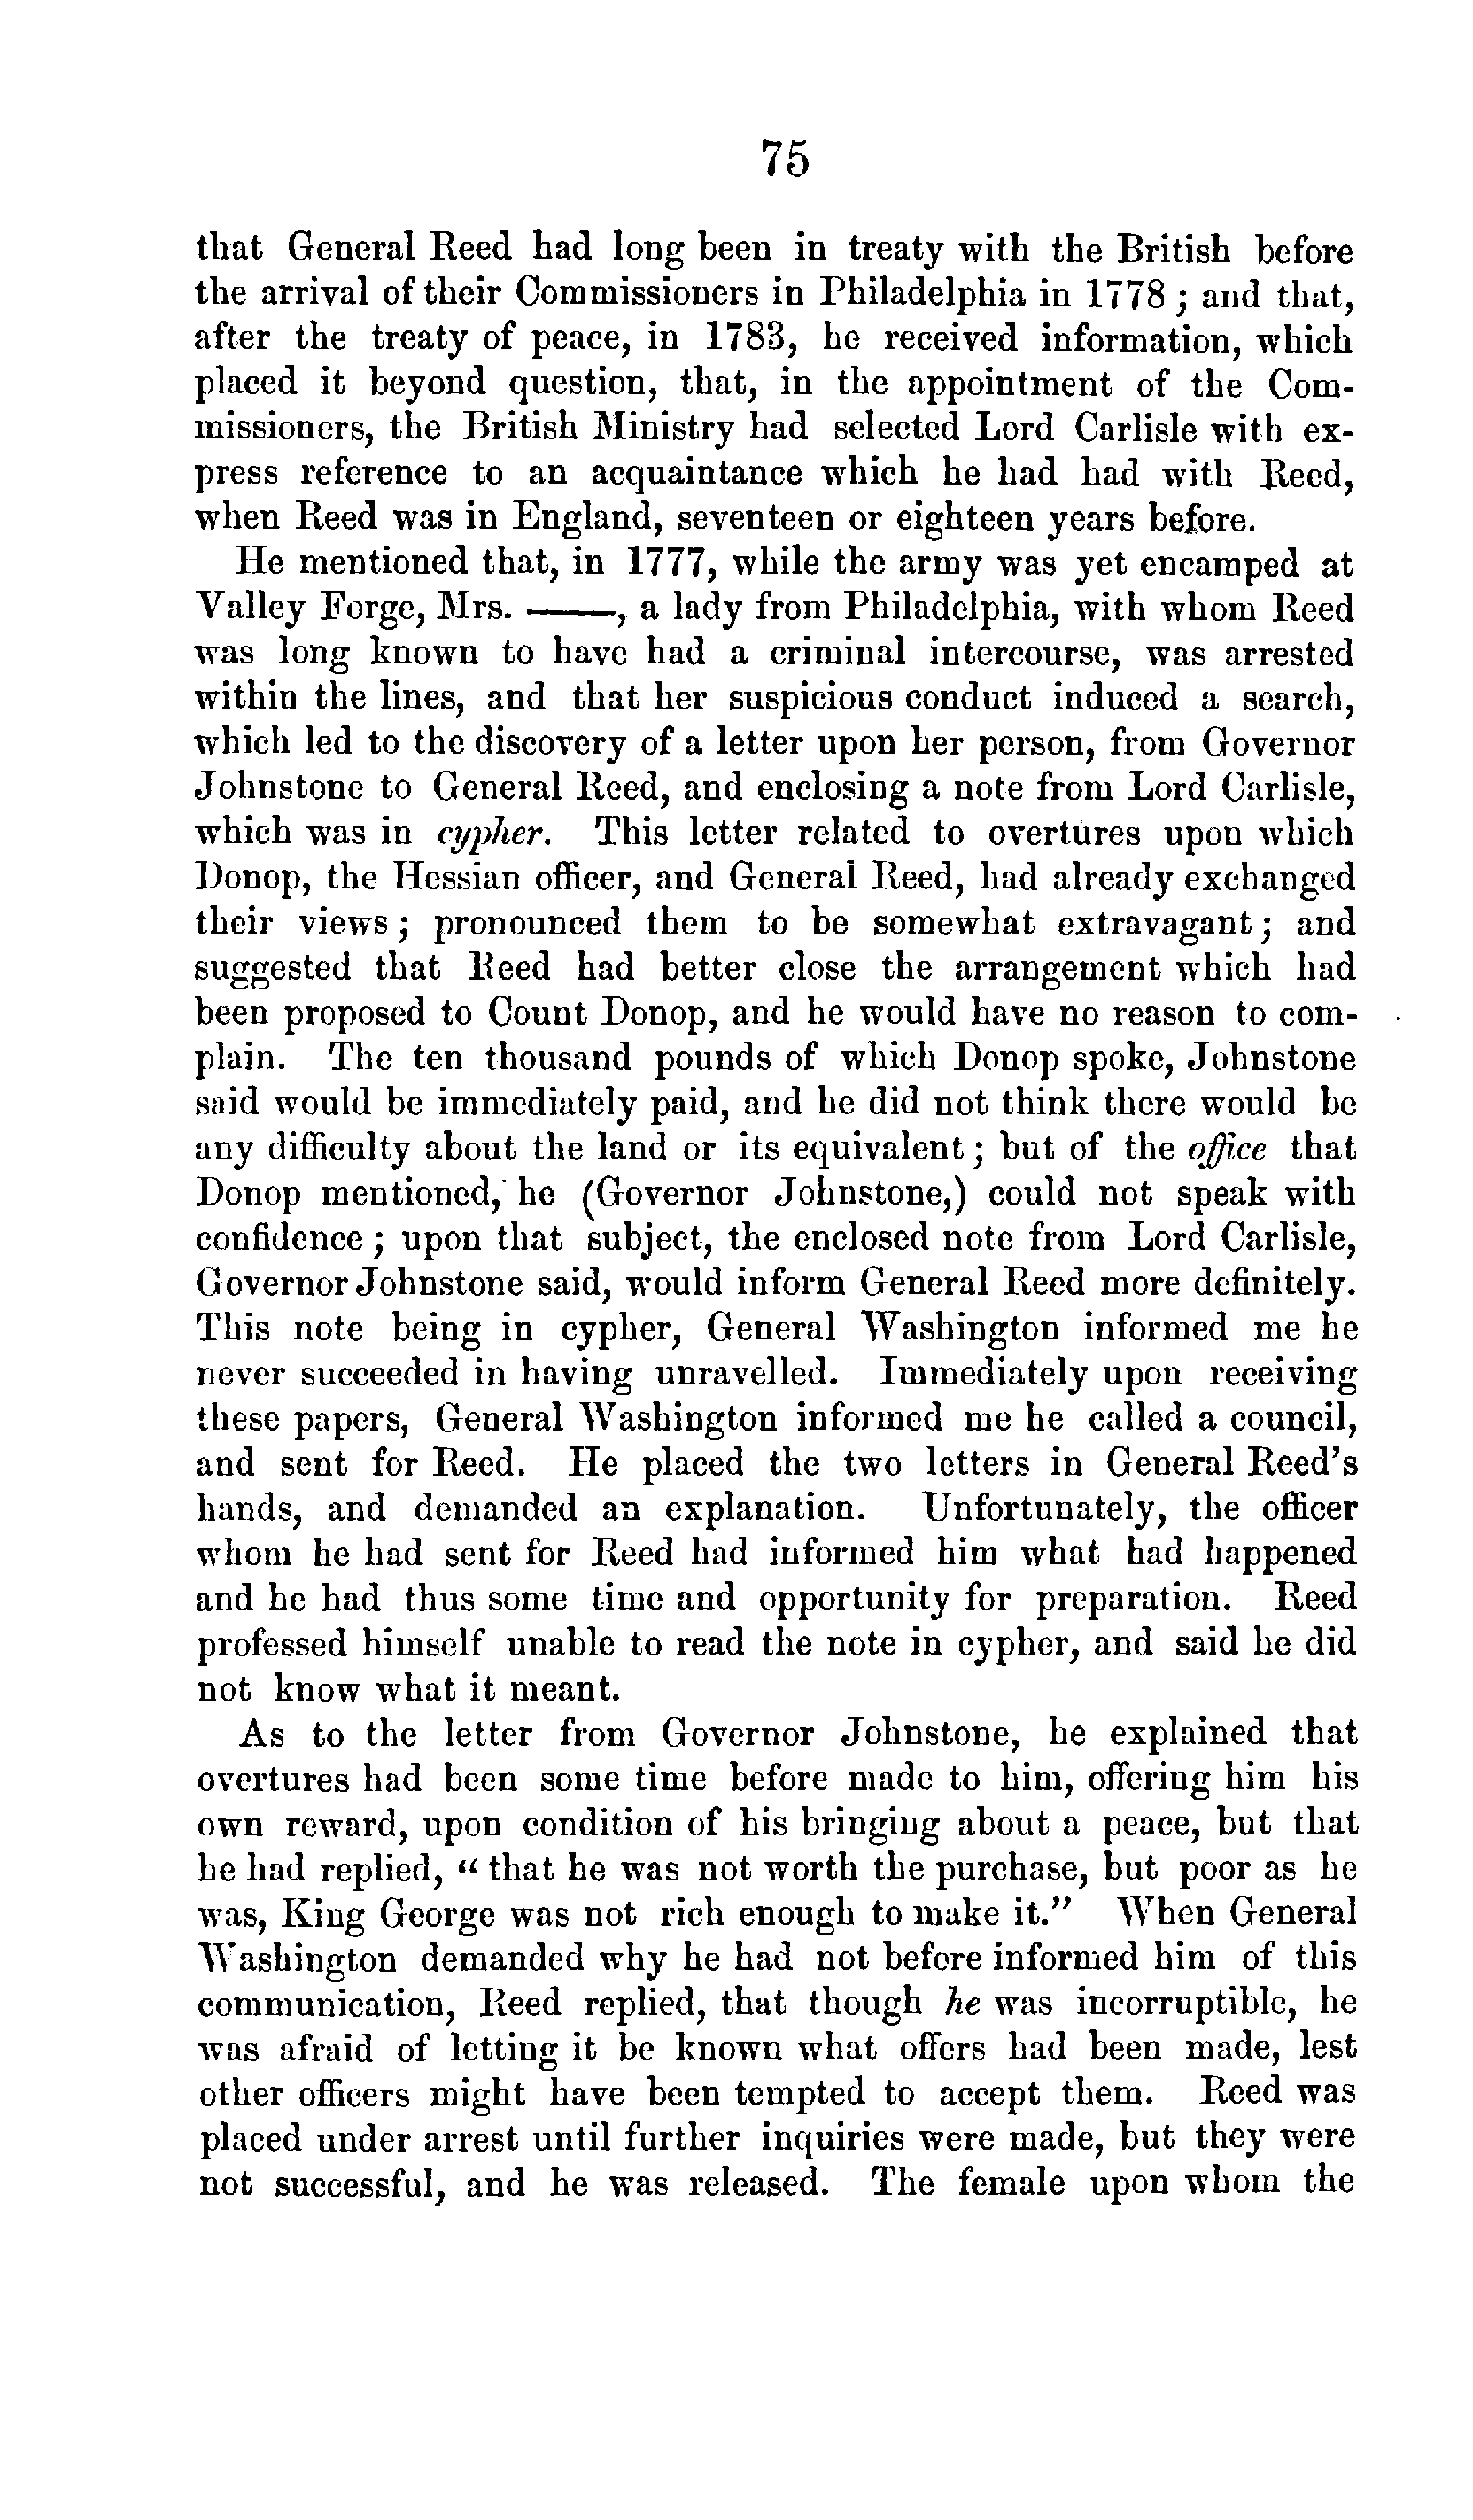 75
that General Reed had long been in treaty with the British before
the arrival of their Commissioners in Philadelphia in 1778 ; and that,
after the treaty of peace, in 1783, he received information, which
placed it beyond question, that, in the appointment of the Com-
missioners, the British Ministry had selected Lord Carlisle with ex-
press reference to an acquaintance which he had had with Reed,
when Reed was in England, seventeen or eighteen years before.
He mentioned that, in 1777, while the army was yet encamped at
Valley Forge, Mrs. ——, a lady from Philadelphia, with whom Reed
was long known to have had a criminal intercourse, was arrested
within the lines, and that her suspicious conduct induced a search,
which led to the discovery of a letter upon her person, from Governor
Johnstone to General Reed, and enclosing a note from Lord Carlisle,
which was in cypher. This letter related to overtures upon which
Donop, the Hessian officer, and General Reed, had already exchanged
their views ; pronounced them to be somewhat extravagant ; and
suggested that Reed had better close the arrangement which had
been proposed to Count Donop, and he would have no reason to com-
plain. The ten thousand pounds of which Donop spoke, Johnstone
said would be immediately paid, and he did not think there would be
any difficulty about the land or its equivalent ; but of the office that
Donop mentioned, he (Governor Johnstone,) could not speak with
confidence ; upon that subject, the enclosed note from Lord Carlisle,
Governor Johnstone said, would inform General Reed more definitely.
This note being in cypher, General Washington informed me he
never succeeded in having unravelled. Immediately upon receiving
these papers, General Washington informed me he called a council,
and sent for Reed. He placed the two letters in General Reed's
hands, and demanded an explanation. Unfortunately, the officer
whom he had sent for Reed had informed him what had happened
and he had thus some time and opportunity for preparation. Reed
professed himself unable to read the note in cypher, and said he did
not know what it meant.
As to the letter from Governor Johnstone, he explained that
overtures had been some time before made to him, offering him his
own reward, upon condition of his bringing about a peace, but that
he had replied, " that he was not worth the purchase, but poor as he
was, King George was not rich enough to make it." When General
Washington demanded why he had not before informed him of this
communication, Reed replied, that though he was incorruptible, he
was afraid of letting it be known what offers had been made, lest
other officers might have been tempted to accept them. Reed was
placed under arrest until further inquiries were made, but they were
not successful, and he was released. The female upon whom the